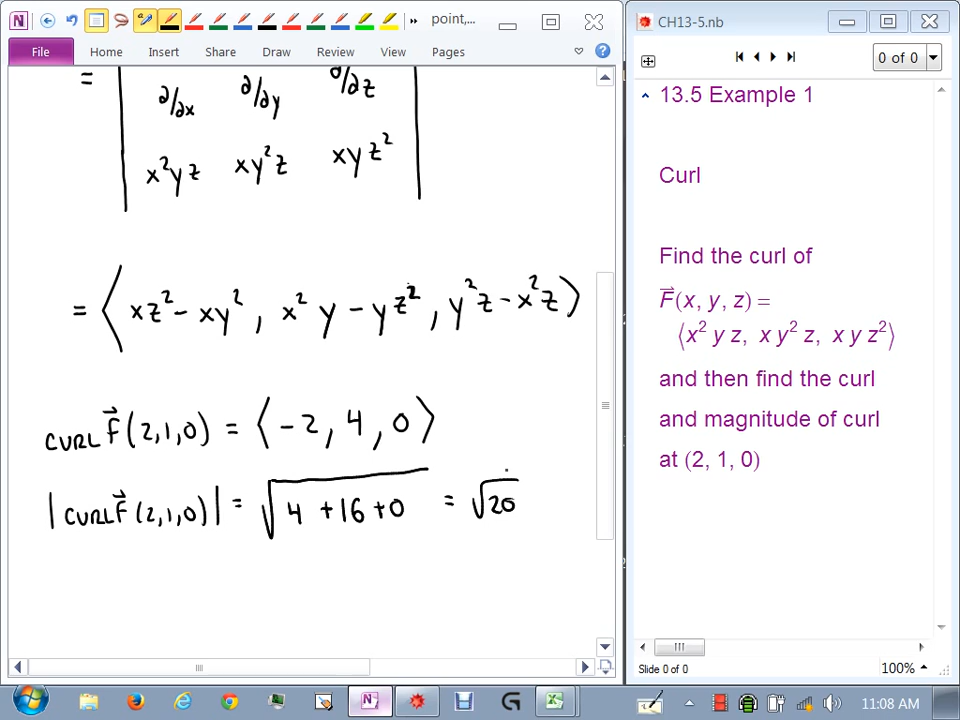 point,...
CH13-5.nb
File Home Insert Share Draw Review View Pages
0 of 0
= ∂/∂x ∂/∂y ∂/∂z
x²yz xy²z xyz²
= ⟨ xz² - xy², x²y - yz², y²z - x²z ⟩
CURL F⃗(2,1,0) = ⟨ -2, 4, 0 ⟩
|CURL F⃗(2,1,0)| = √(4 + 16 + 0) = √20
13.5 Example 1
Curl
Find the curl of
F⃗(x, y, z) =
⟨x² y z, x y² z, x y z²⟩
and then find the curl
and magnitude of curl
at (2, 1, 0)
Slide 0 of 0
100%
11:08 AM